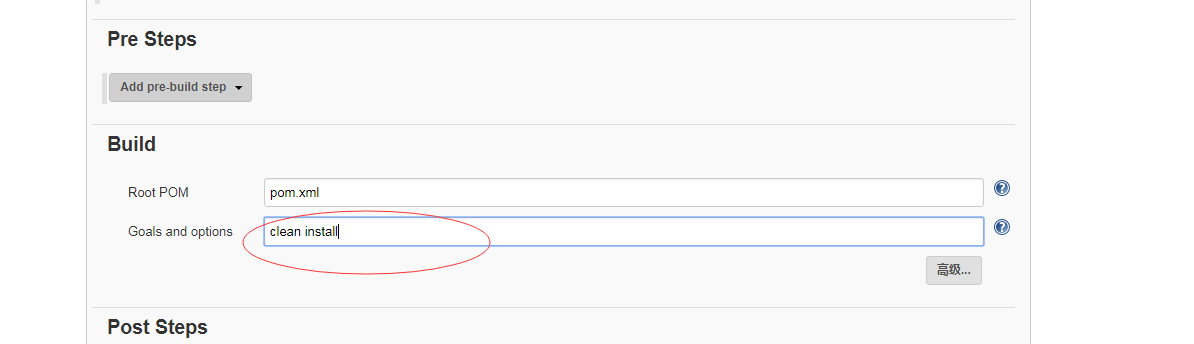 Pre Steps
Add pre-build step
Build
Root POM pom.xml
Goals and options clean install
高级...
Post Steps